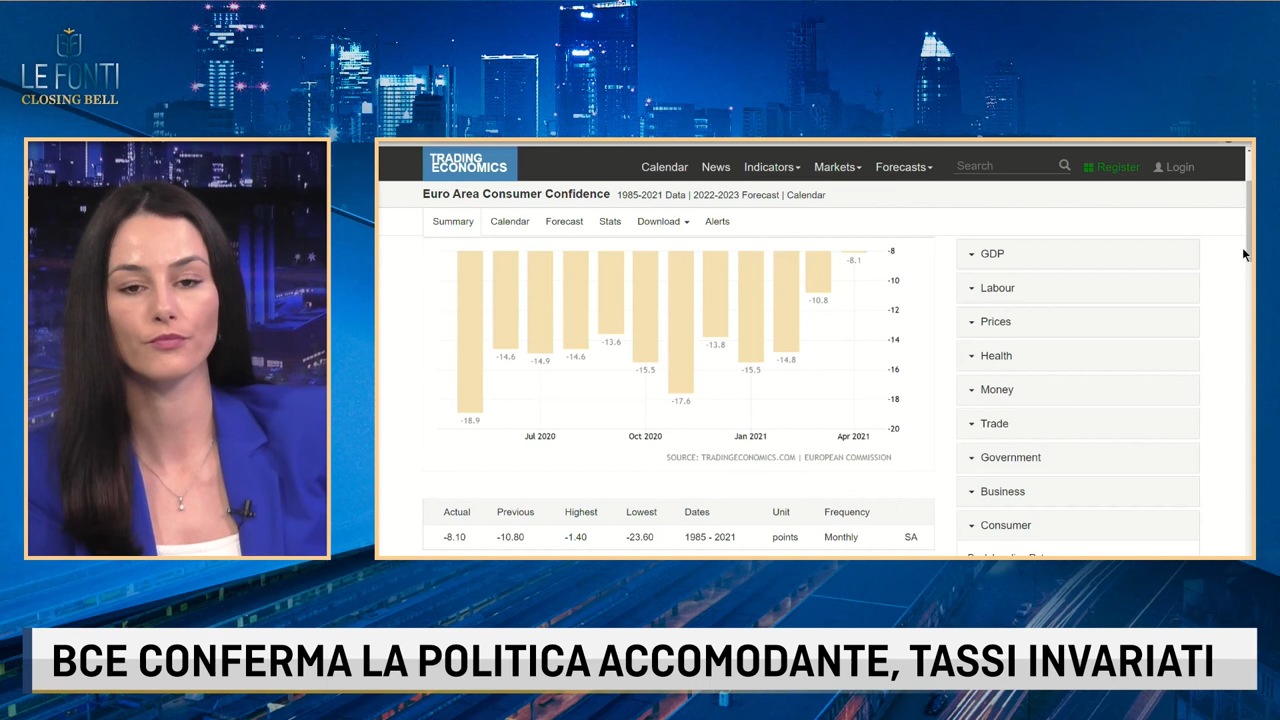 LE FONTI
CLOSING BELL
TRADING
ECONOMICS
Calendar News Indicators Markets Forecasts Search Register Login
Euro Area Consumer Confidence 1985-2021 Data | 2022-2023 Forecast | Calendar
Summary Calendar Forecast Stats Download Alerts
-8
-8.1
-10
-10.8
-12
-13.6
-13.8
-14
-14.6
-14.9
-14.6
-14.8
-15.5
-15.5
-16
-17.6
-18
-18.9
-20
Jul 2020 Oct 2020 Jan 2021 Apr 2021
SOURCE: TRADINGECONOMICS.COM | EUROPEAN COMMISSION
Actual Previous Highest Lowest Dates Unit Frequency
-8.10 -10.80 -1.40 -23.60 1985 - 2021 points Monthly SA
GDP
Labour
Prices
Health
Money
Trade
Government
Business
Consumer
BCE CONFERMA LA POLITICA ACCOMODANTE, TASSI INVARIATI